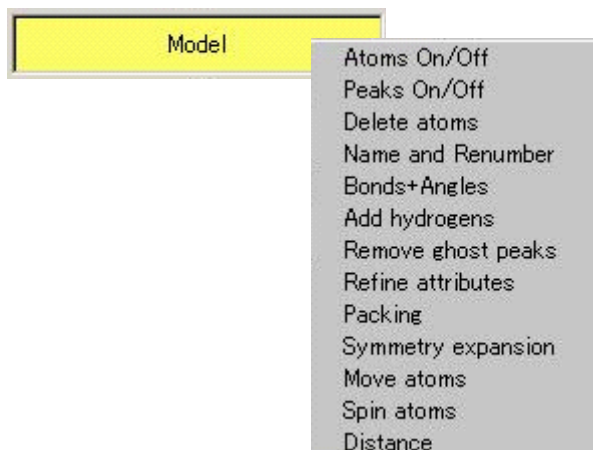 Model
Atoms On/Off
Peaks On/Off
Delete atoms
Name and Renumber
Bonds+Angles
Add hydrogens
Remove ghost peaks
Refine attributes
Packing
Symmetry expansion
Move atoms
Spin atoms
Distance